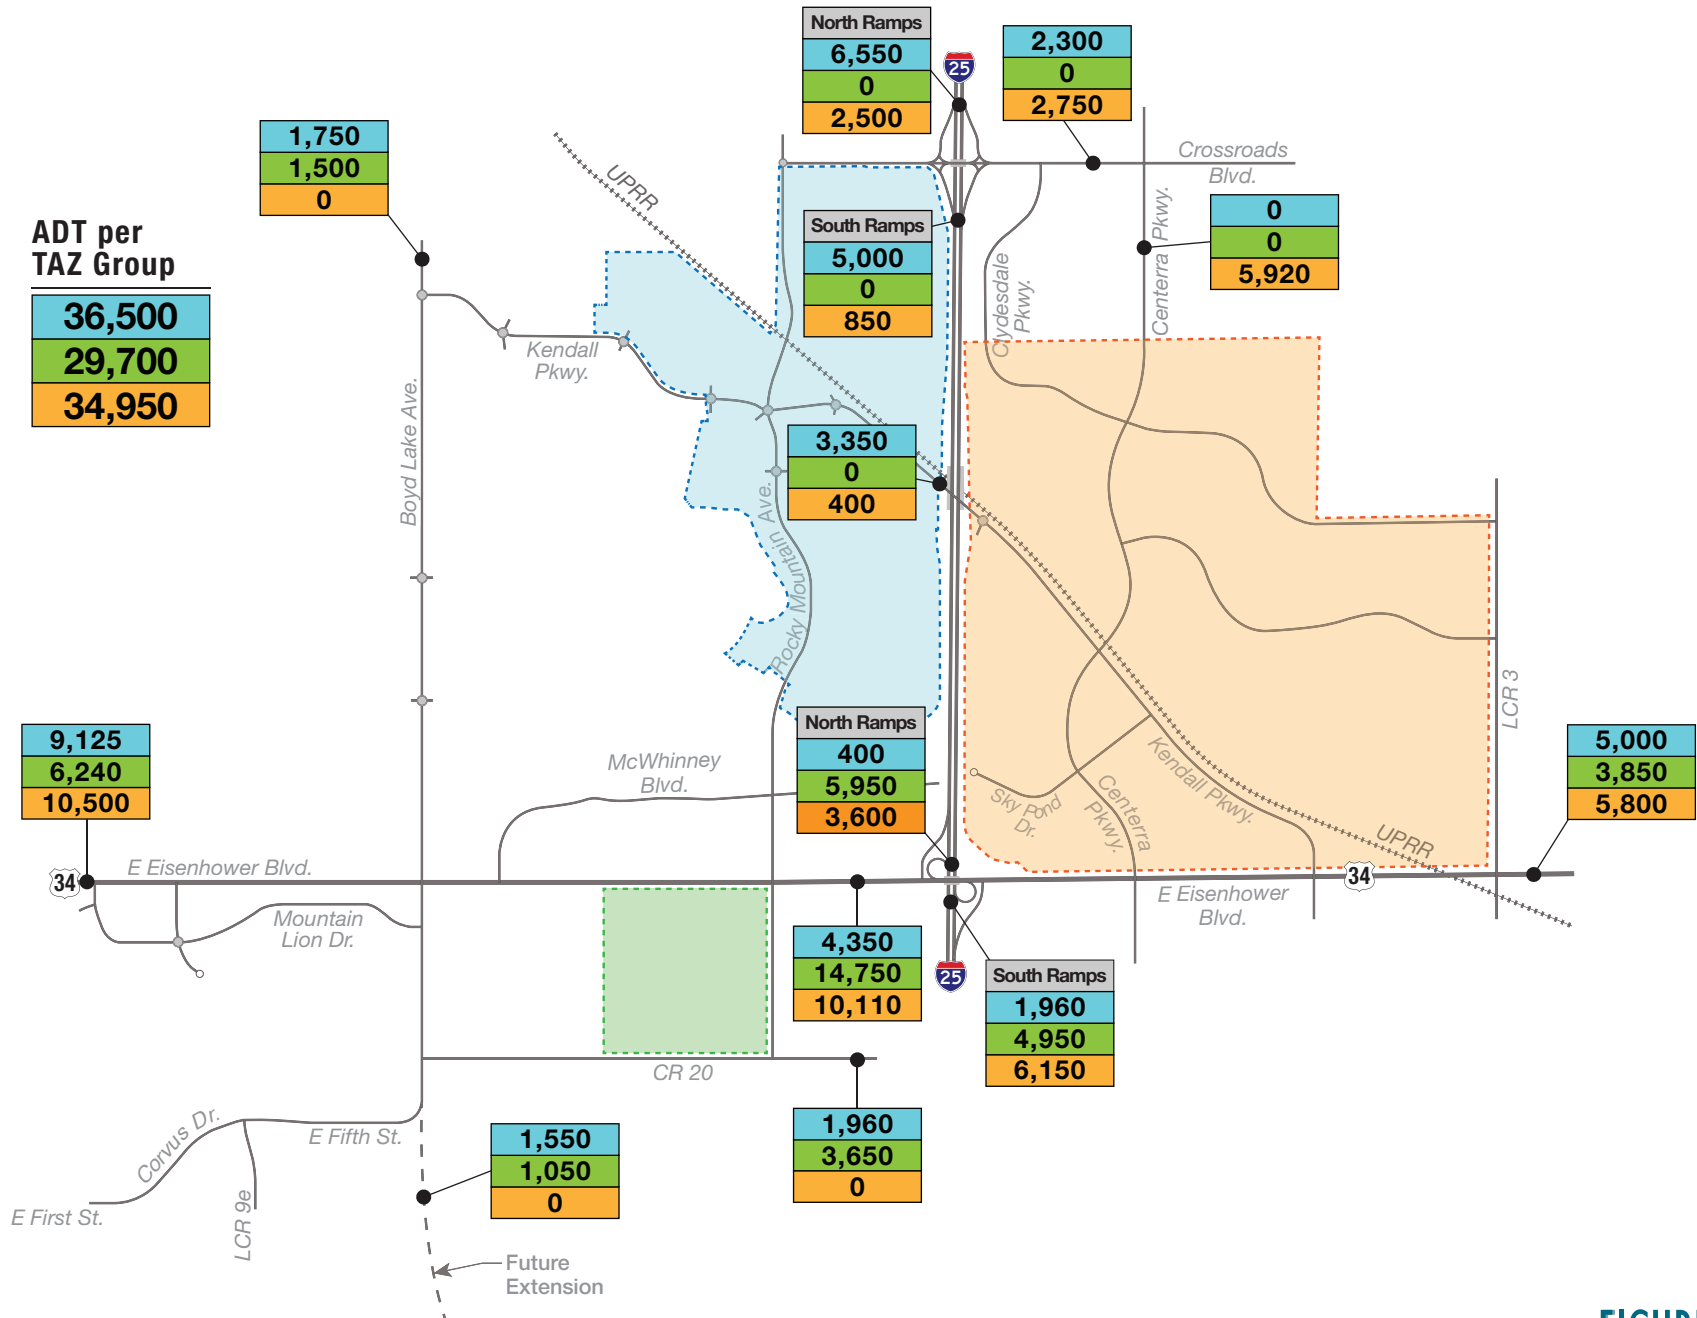 North Ramps
6,550
0
2,500
25
2,300
0
2,750
1,750
1,500
0
UPRR
Crossroads
Blvd.
Centerra Pkwy.
0
0
5,920
ADT per
TAZ Group
36,500
29,700
34,950
South Ramps
5,000
0
850
Clydesdale
Pkwy.
Kendall
Pkwy.
Boyd Lake Ave.
3,350
0
400
Rocky Mountain Ave.
LCR 3
North Ramps
400
5,950
3,600
9,125
6,240
10,500
McWhinney
Blvd.
Sky Pond
Dr.
Centerra
Pkwy.
Kendall Pkwy.
UPRR
5,000
3,850
5,800
34
E Eisenhower Blvd.
34
E Eisenhower
Blvd.
Mountain
Lion Dr.
4,350
14,750
10,110
25
South Ramps
1,960
4,950
6,150
CR 20
Corvus Dr.
E Fifth St.
1,550
1,050
0
1,960
3,650
0
E First St.
LCR 9e
Future
Extension